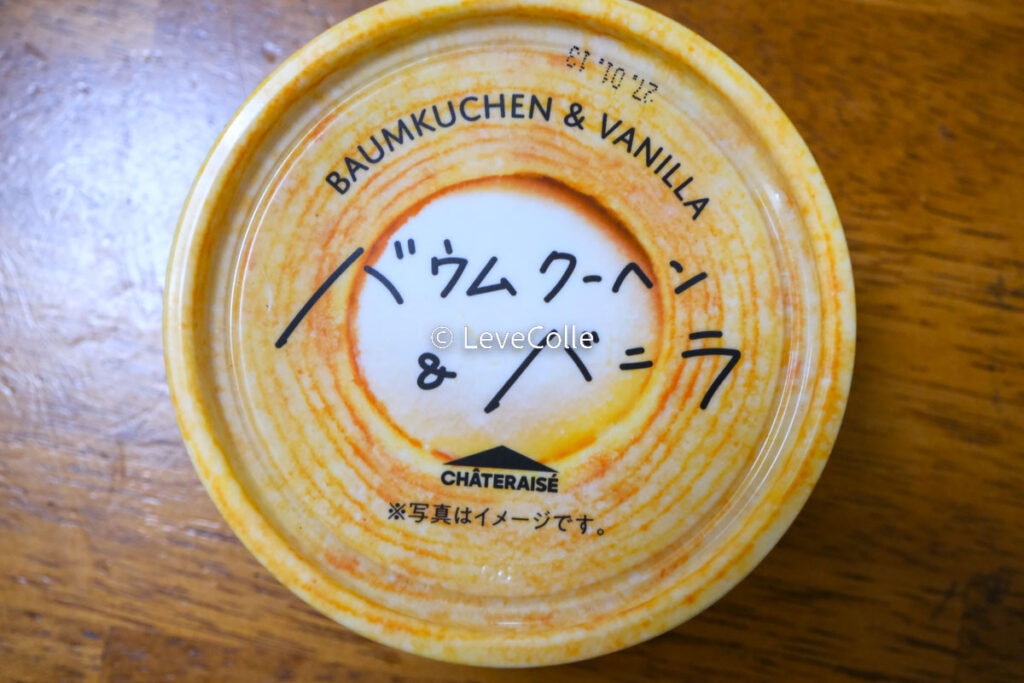 27.01.13
BAUMKUCHEN & VANILLA
バウムクーヘン
& バニラ
© LeveColle
CHÂTERAISÉ
※写真はイメージです。